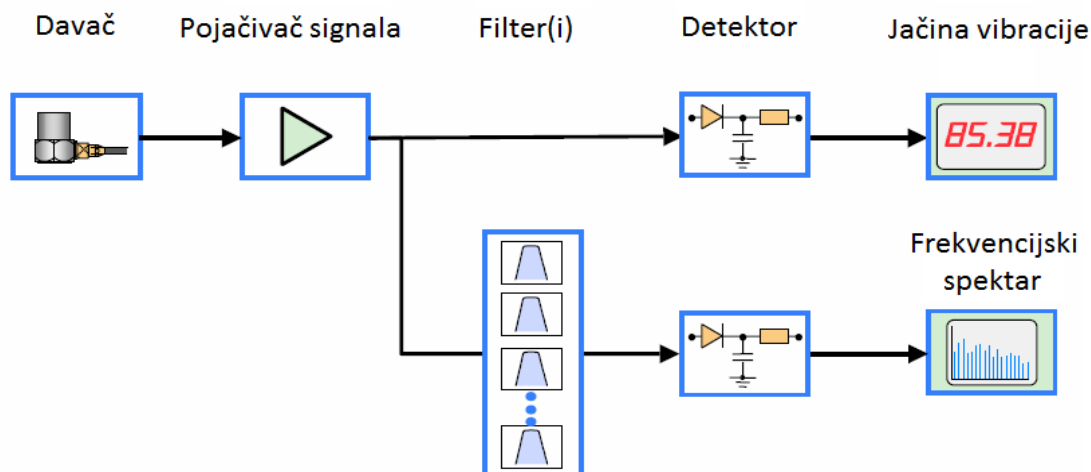 Davač
Pojačivač signala
Filter(i)
Detektor
Jačina vibracije
85.38
Frekvencijski
spektar